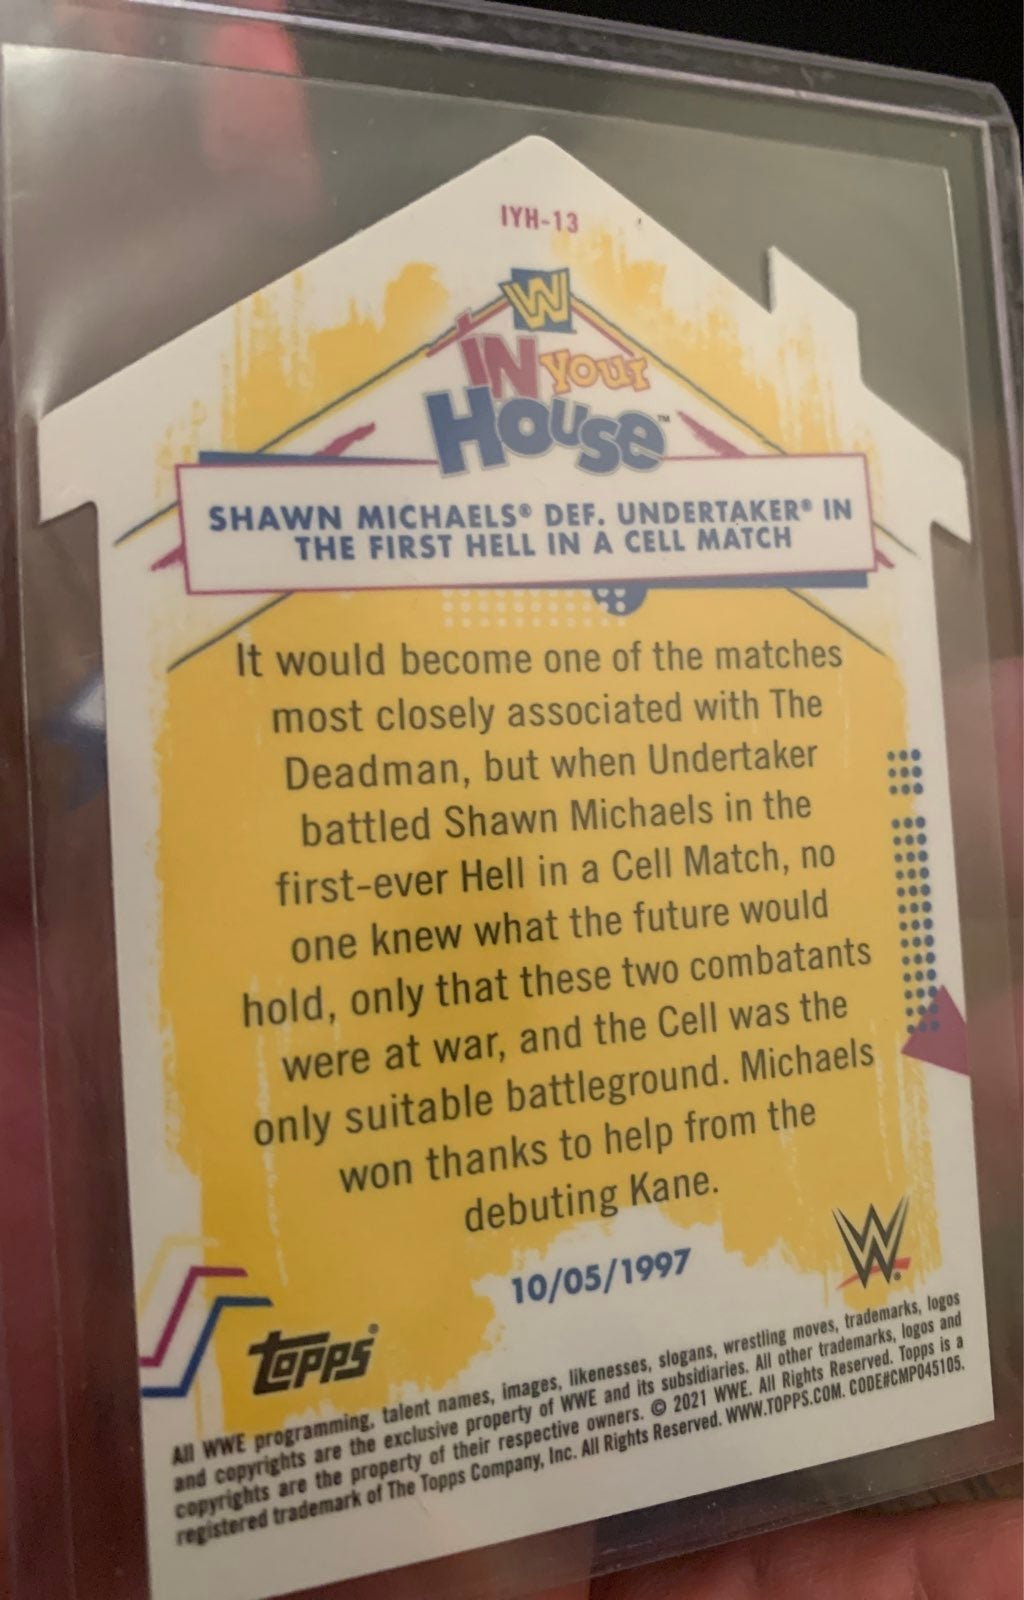 IYH-13
W
IN your
House™
SHAWN MICHAELS® DEF. UNDERTAKER® IN
THE FIRST HELL IN A CELL MATCH
It would become one of the matches
most closely associated with The
Deadman, but when Undertaker
battled Shawn Michaels in the
first-ever Hell in a Cell Match, no
one knew what the future would
hold, only that these two combatants
were at war, and the Cell was the
only suitable battleground. Michaels
won thanks to help from the
debuting Kane.
10/05/1997
W®
topps®
All WWE programming, talent names, images, likenesses, slogans, wrestling moves, trademarks, logos
and copyrights are the exclusive property of WWE and its subsidiaries. All other trademarks, logos and
copyrights are the property of their respective owners. © 2021 WWE. All Rights Reserved. Topps is a
registered trademark of The Topps Company, Inc. All Rights Reserved. WWW.TOPPS.COM. CODE#CMP045105.